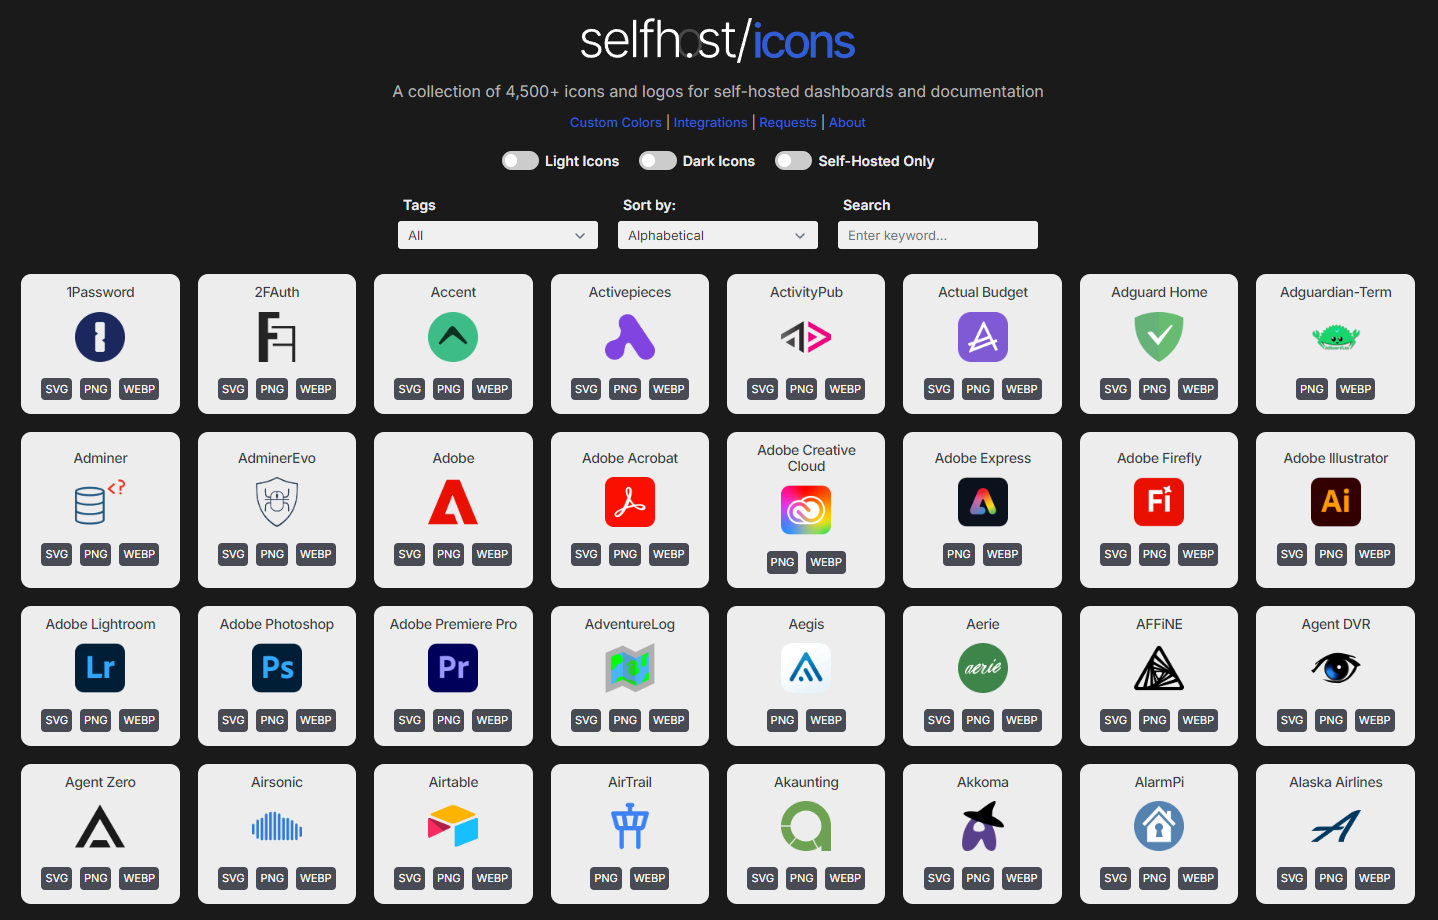 selfh.st/icons
A collection of 4,500+ icons and logos for self-hosted dashboards and documentation
Custom Colors | Integrations | Requests | About
Light Icons Dark Icons Self-Hosted Only
Tags Sort by: Search
All Alphabetical Enter keyword...
1Password 2FAuth Accent Activepieces ActivityPub Actual Budget Adguard Home Adguardian-Term
SVG PNG WEBP SVG PNG WEBP SVG PNG WEBP SVG PNG WEBP SVG PNG WEBP SVG PNG WEBP SVG PNG WEBP PNG WEBP
Adminer AdminerEvo Adobe Adobe Acrobat Adobe Creative Cloud Adobe Express Adobe Firefly Adobe Illustrator
<? Fi Ai
SVG PNG WEBP SVG PNG WEBP SVG PNG WEBP SVG PNG WEBP PNG WEBP PNG WEBP SVG PNG WEBP SVG PNG WEBP
Adobe Lightroom Adobe Photoshop Adobe Premiere Pro AdventureLog Aegis Aerie AFFiNE Agent DVR
Lr Ps Pr aerie
SVG PNG WEBP SVG PNG WEBP SVG PNG WEBP SVG PNG WEBP PNG WEBP SVG PNG WEBP SVG PNG WEBP SVG PNG WEBP
Agent Zero Airsonic Airtable AirTrail Akaunting Akkoma AlarmPi Alaska Airlines
SVG PNG WEBP SVG PNG WEBP SVG PNG WEBP PNG WEBP SVG PNG WEBP SVG PNG WEBP SVG PNG WEBP SVG PNG WEBP